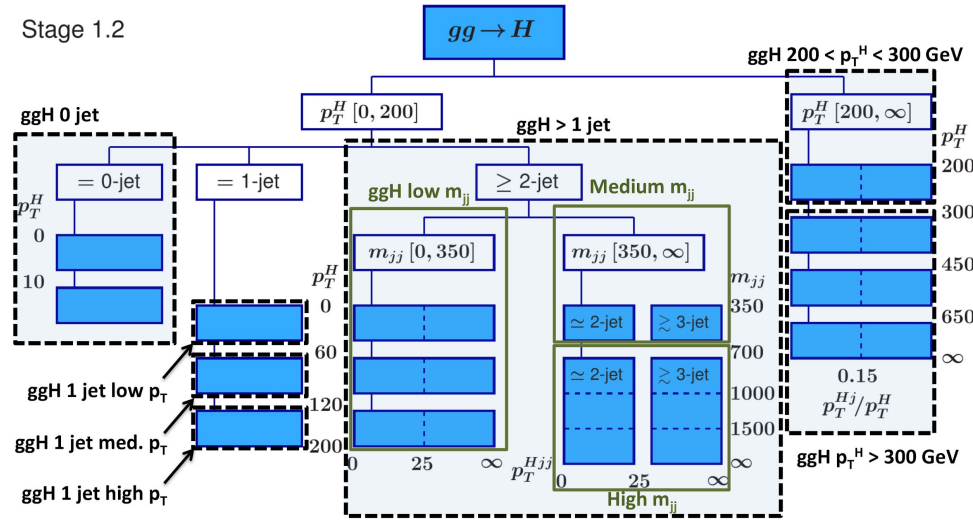 Stage 1.2
gg → H
ggH 200 < p_T^H < 300 GeV
p_T^H [0, 200]
p_T^H [200, ∞]
ggH 0 jet
ggH > 1 jet
p_T^H
= 0-jet
= 1-jet
≥ 2-jet
200
ggH low m_jj
Medium m_jj
p_T^H
0
300
m_jj [0, 350]
m_jj [350, ∞]
10
p_T^H
m_jj
450
0
350
≃ 2-jet
≳ 3-jet
650
60
700
∞
ggH 1 jet low p_T
≃ 2-jet
≳ 3-jet
0.15
1000
p_T^{Hj}/p_T^H
120
1500
ggH 1 jet med. p_T
200
0
25
∞
p_T^{Hjj}
0
25
∞
∞
ggH p_T^H > 300 GeV
ggH 1 jet high p_T
High m_jj